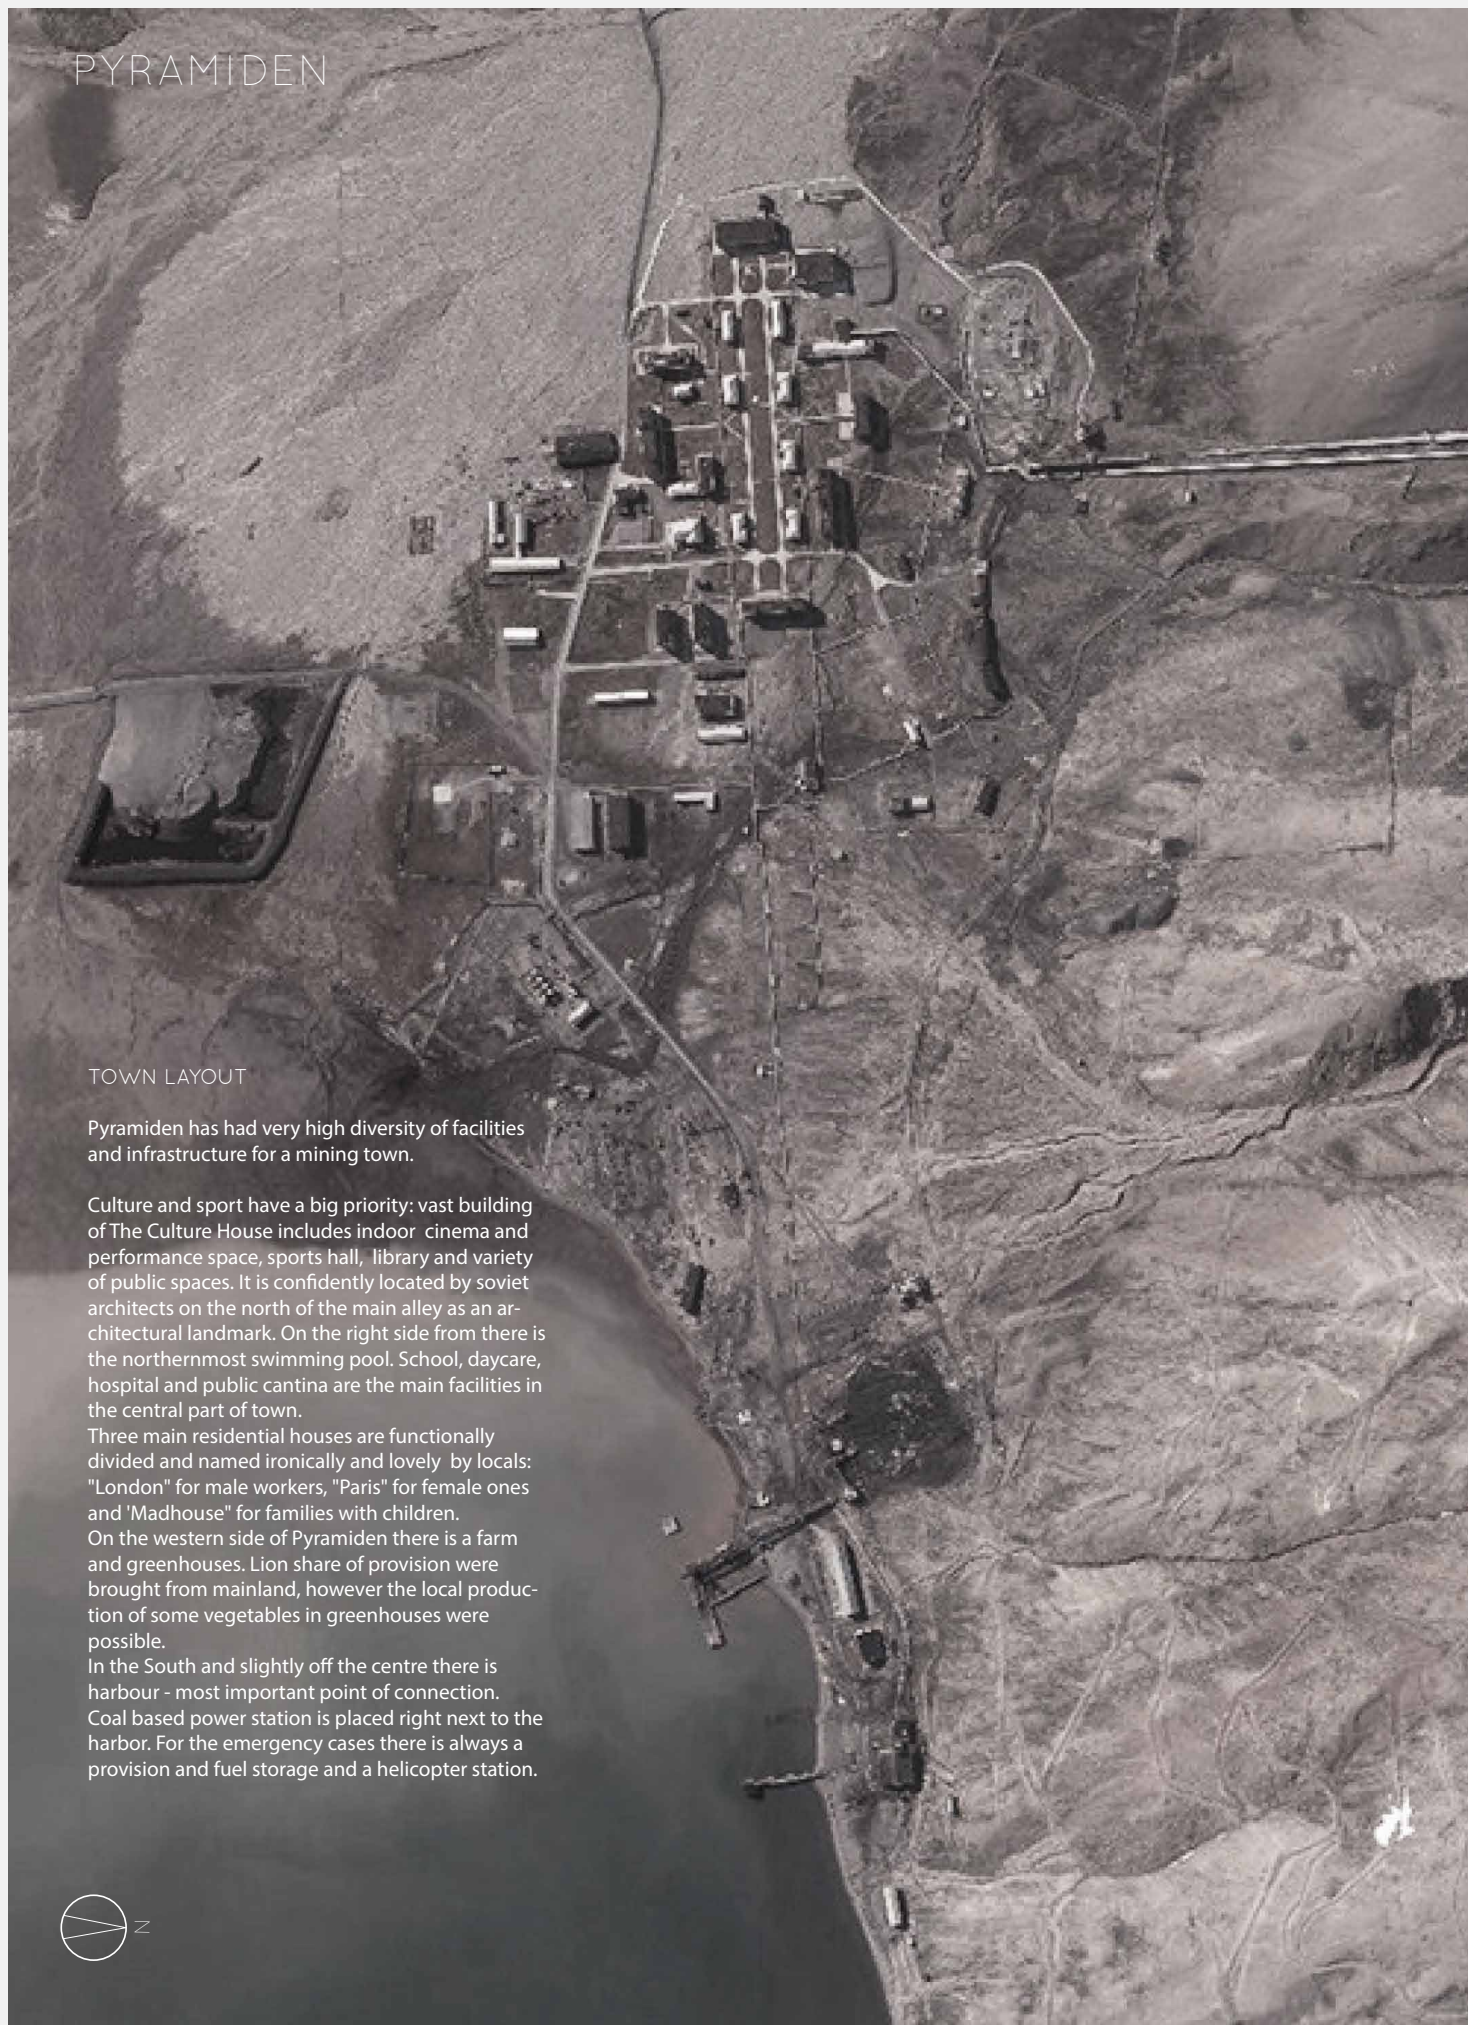 PYRAMIDEN
TOWN LAYOUT
Pyramiden has had very high diversity of facilities
and infrastructure for a mining town.
Culture and sport have a big priority: vast building
of The Culture House includes indoor  cinema and
performance space, sports hall,  library and variety
of public spaces. It is confidently located by soviet
architects on the north of the main alley as an ar-
chitectural landmark. On the right side from there is
the northernmost swimming pool. School, daycare,
hospital and public cantina are the main facilities in
the central part of town.
Three main residential houses are functionally
divided and named ironically and lovely  by locals:
"London" for male workers, "Paris" for female ones
and 'Madhouse" for families with children.
On the western side of Pyramiden there is a farm
and greenhouses. Lion share of provision were
brought from mainland, however the local produc-
tion of some vegetables in greenhouses were
possible.
In the South and slightly off the centre there is
harbour - most important point of connection.
Coal based power station is placed right next to the
harbor. For the emergency cases there is always a
provision and fuel storage and a helicopter station.
N